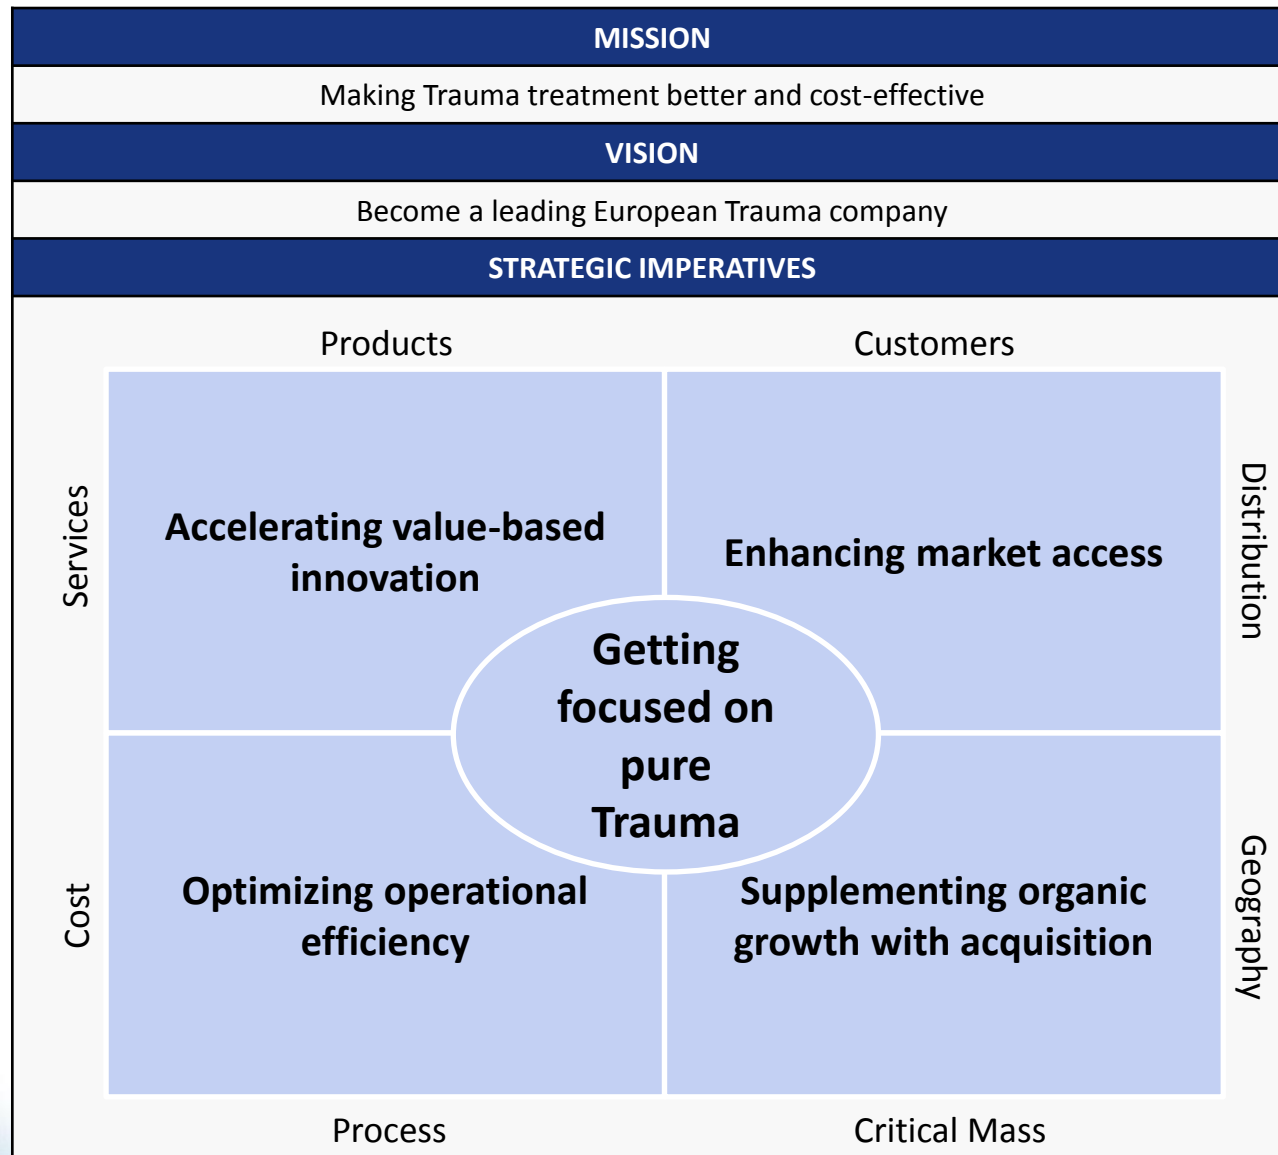 MISSION
Making Trauma treatment better and cost-effective
VISION
Become a leading European Trauma company
STRATEGIC IMPERATIVES
Products
Customers
Services
Accelerating value-based
innovation
Enhancing market access
Distribution
Getting
focused on
pure
Trauma
Cost
Optimizing operational
efficiency
Supplementing organic
growth with acquisition
Geography
Process
Critical Mass